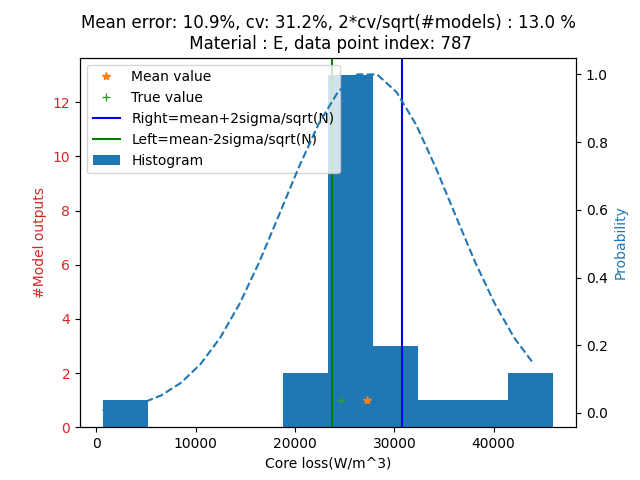 Mean error: 10.9%, cv: 31.2%, 2*cv/sqrt(#models) : 13.0 %
Material : E, data point index: 787
Mean value
True value
Right=mean+2sigma/sqrt(N)
Left=mean-2sigma/sqrt(N)
Histogram
12
10
8
6
4
2
0
#Model outputs
1.0
0.8
0.6
0.4
0.2
0.0
Probability
0 10000 20000 30000 40000
Core loss(W/m^3)